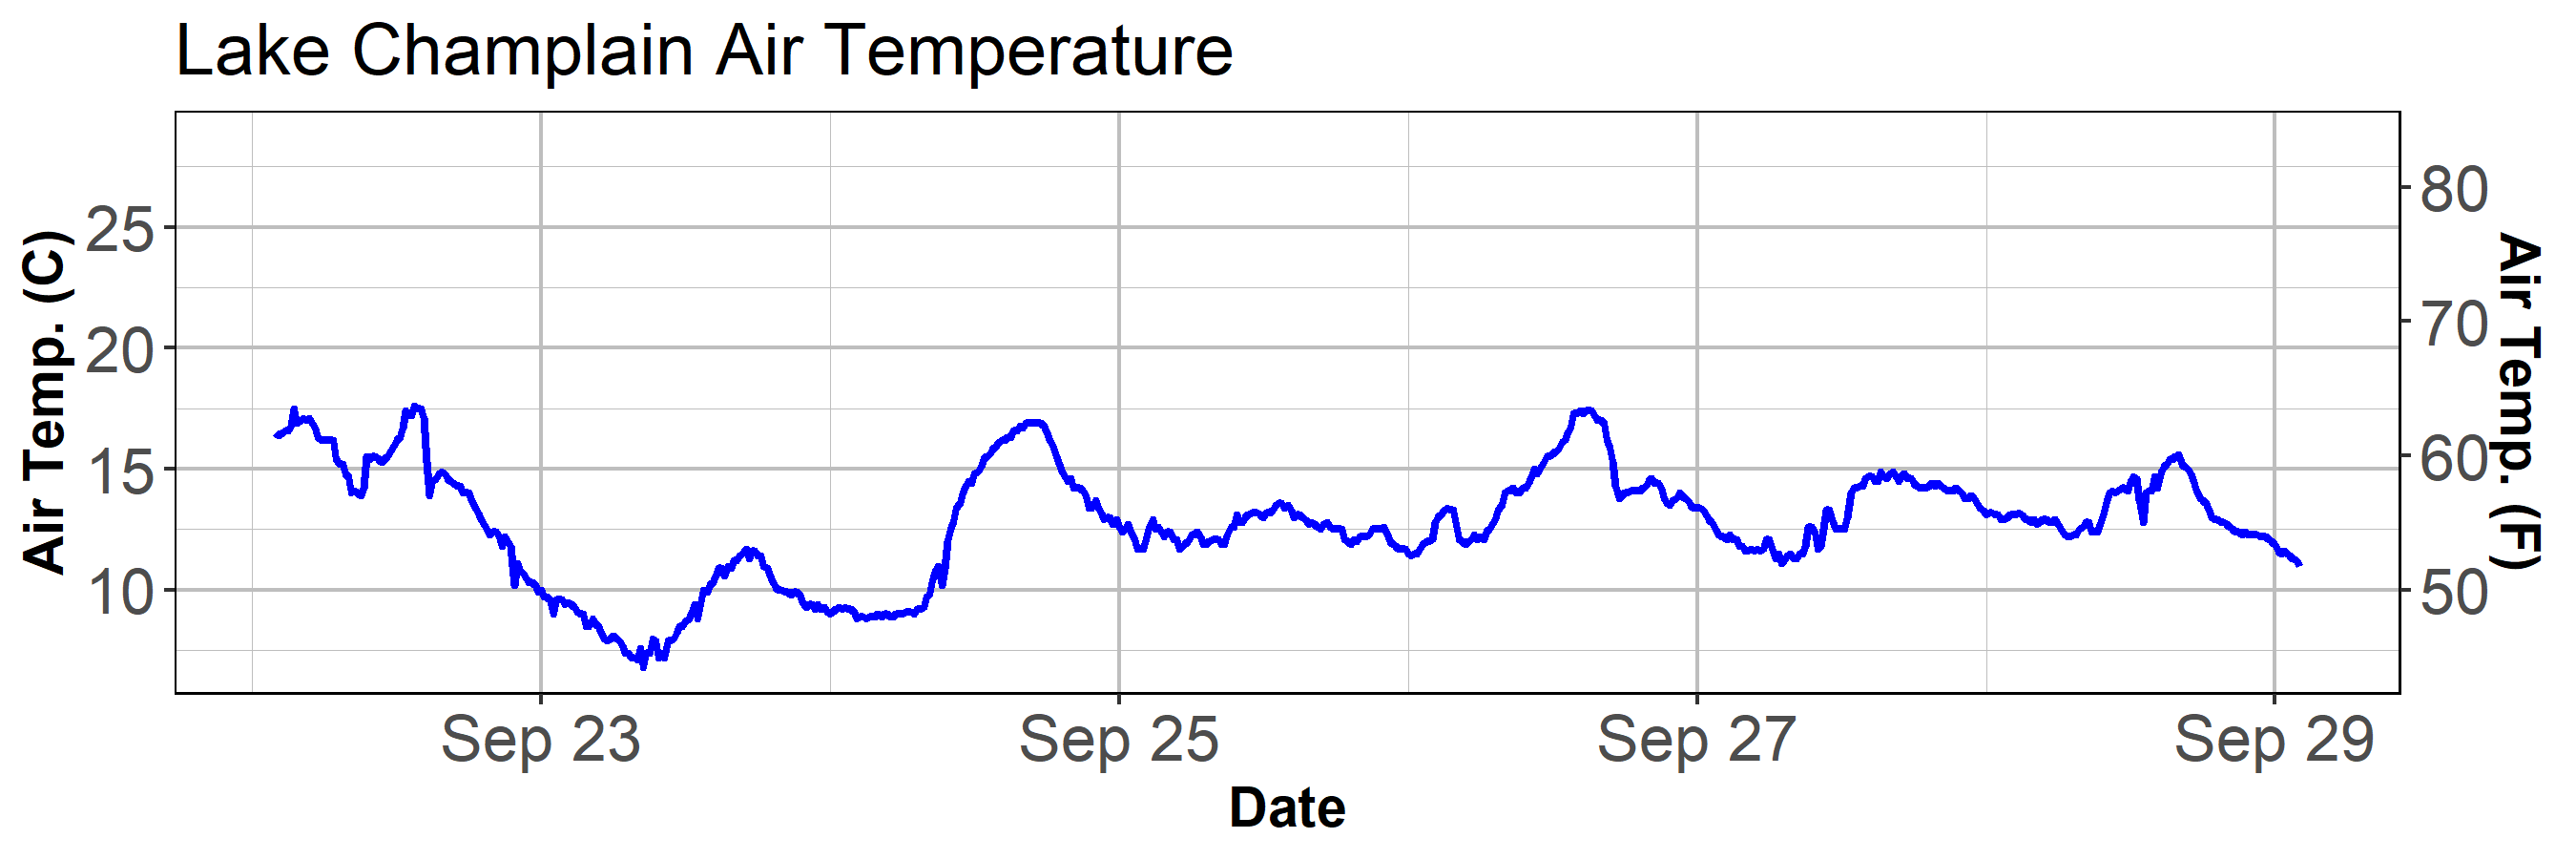 Lake Champlain Air Temperature
Air Temp. (C)
25
20
15
10
80
70
60
50
Air Temp. (F)
Sep 23
Sep 25
Sep 27
Sep 29
Date